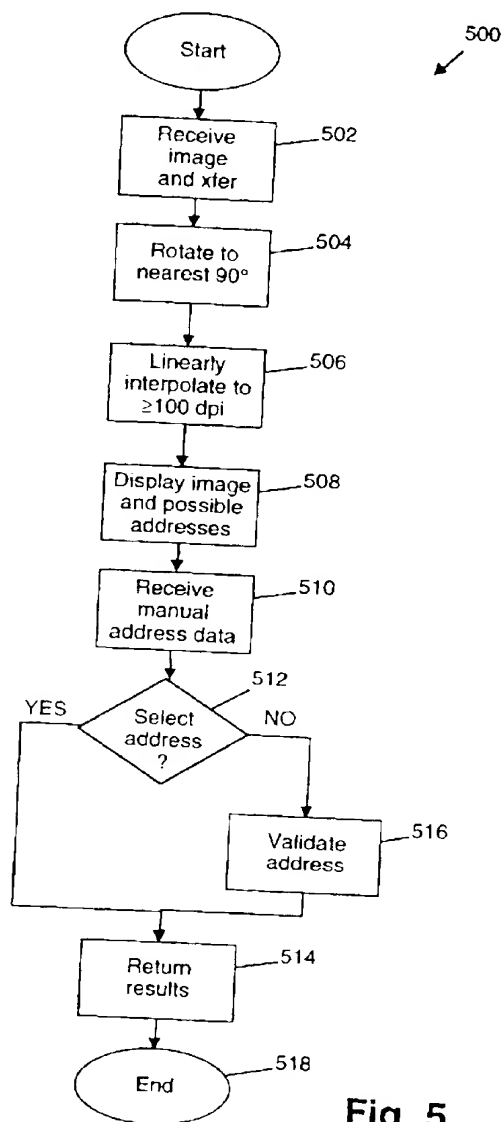 Start
500
Receive
image
and xfer
502
Rotate to
nearest 90°
504
Linearly
interpolate to
≥100 dpi
506
Display image
and possible
addresses
508
Receive
manual
address data
510
512
YES
Select
address
?
NO
Validate
address
516
Return
results
514
End
518
Fig. 5